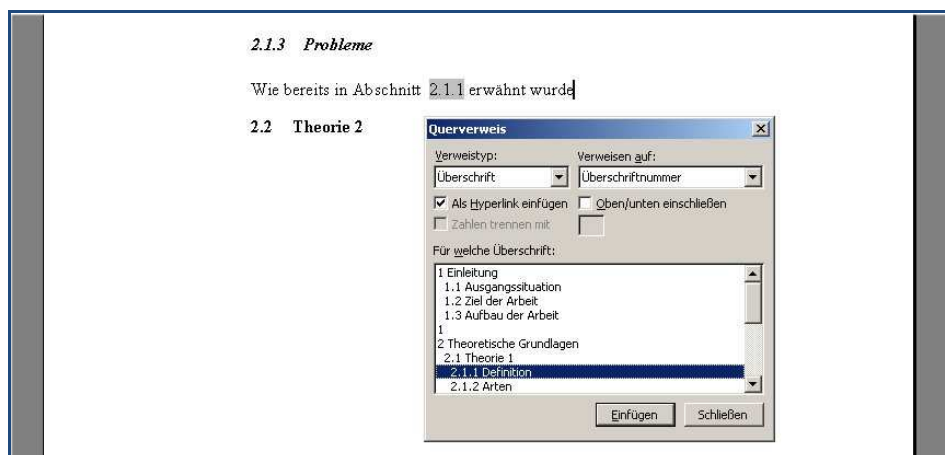 2.1.3 Probleme
Wie bereits in Abschnitt 2.1.1 erwähnt wurde
2.2 Theorie 2
Querverweis
Verweistyp: Verweisen auf:
Überschrift Überschriftnummer
Als Hyperlink einfügen Oben/unten einschließen
Zahlen trennen mit
Für welche Überschrift:
1 Einleitung
1.1 Ausgangssituation
1.2 Ziel der Arbeit
1.3 Aufbau der Arbeit
1
2 Theoretische Grundlagen
2.1 Theorie 1
2.1.1 Definition
2.1.2 Arten
Einfügen Schließen